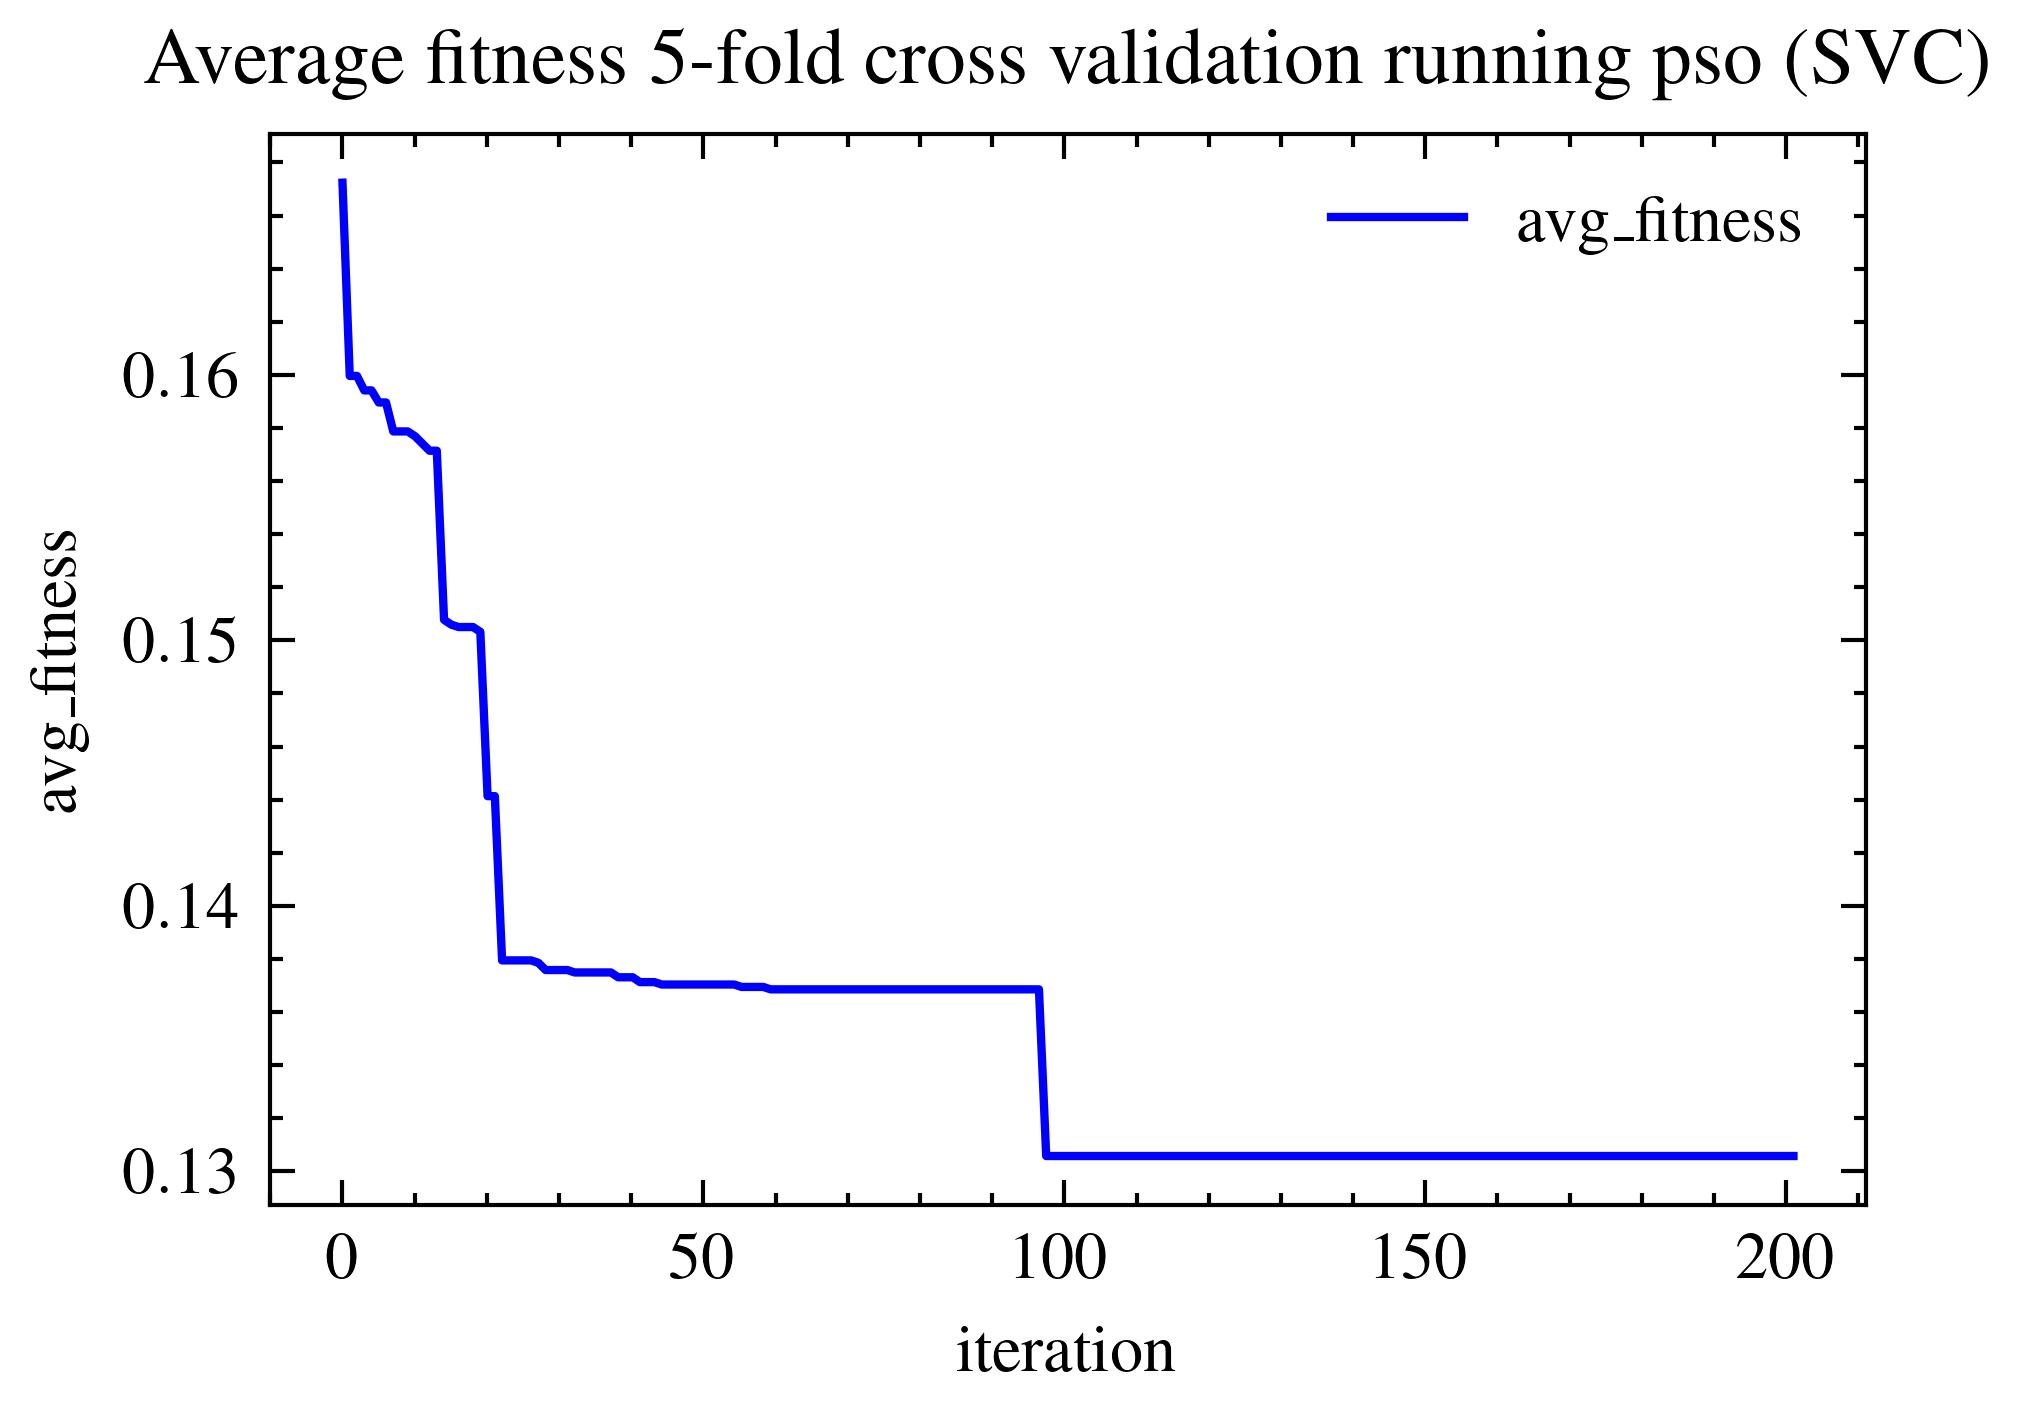 Average fitness 5-fold cross validation running pso (SVC)
avg_fitness
0.16
0.15
0.14
0.13
avg_fitness
0 50 100 150 200
iteration